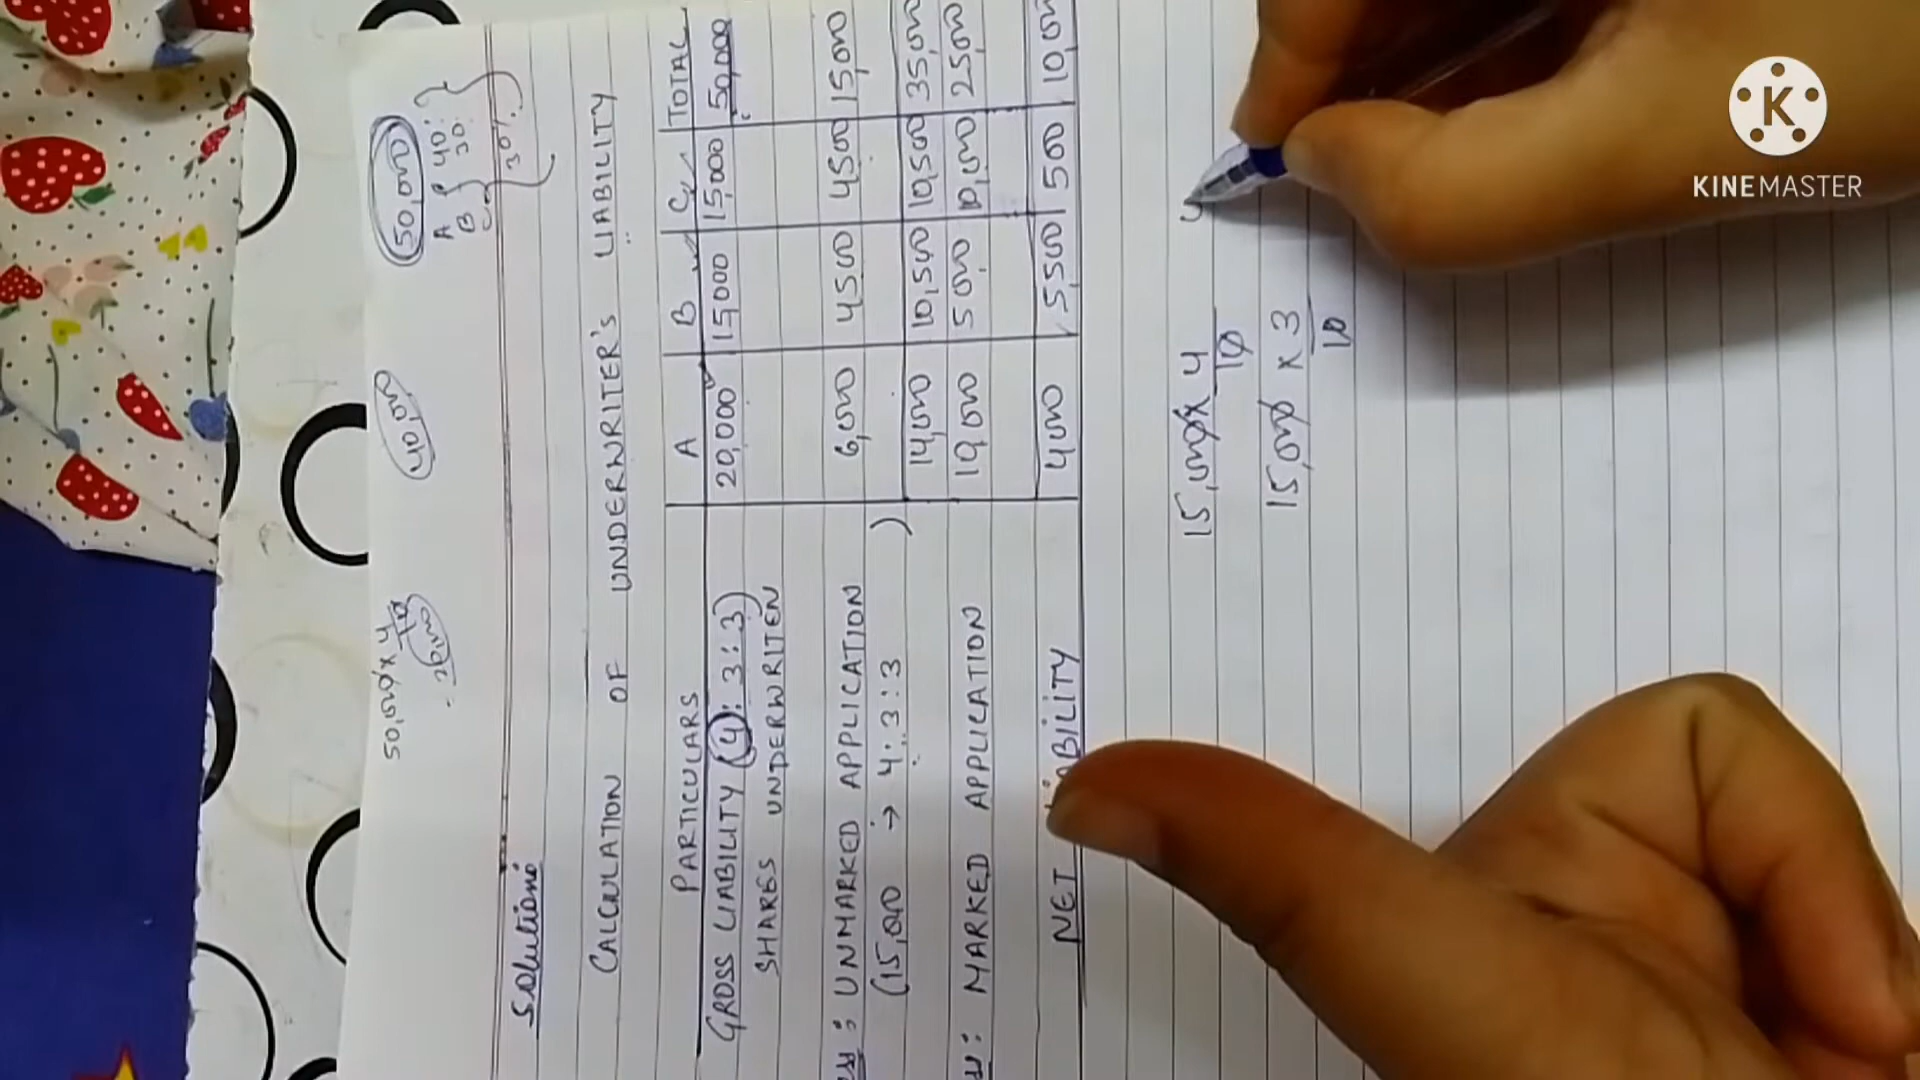 50,000 x 4
10
= 20,000
40,000
50,000
A 40%
B 30%
C 30%
Solution:
CALCULATION OF UNDERWRITER'S LIABILITY
PARTICULARS A B C TOTAL
GROSS LIABILITY (4:3:3) 20,000 15,000 15,000 50,000
SHARES UNDERWRITEN
: UNMARKED APPLICATION 6,000 4500 4500 15,000
(15,000 → 4:3:3 )
14,000 10,500 10,500 35,000
: MARKED APPLICATION 10,000 5000 10,000 25,000
NET LIABILITY 4000 5,500 500 10,000
15,000 x 4
10
15,000 x 3
10
KINEMASTER